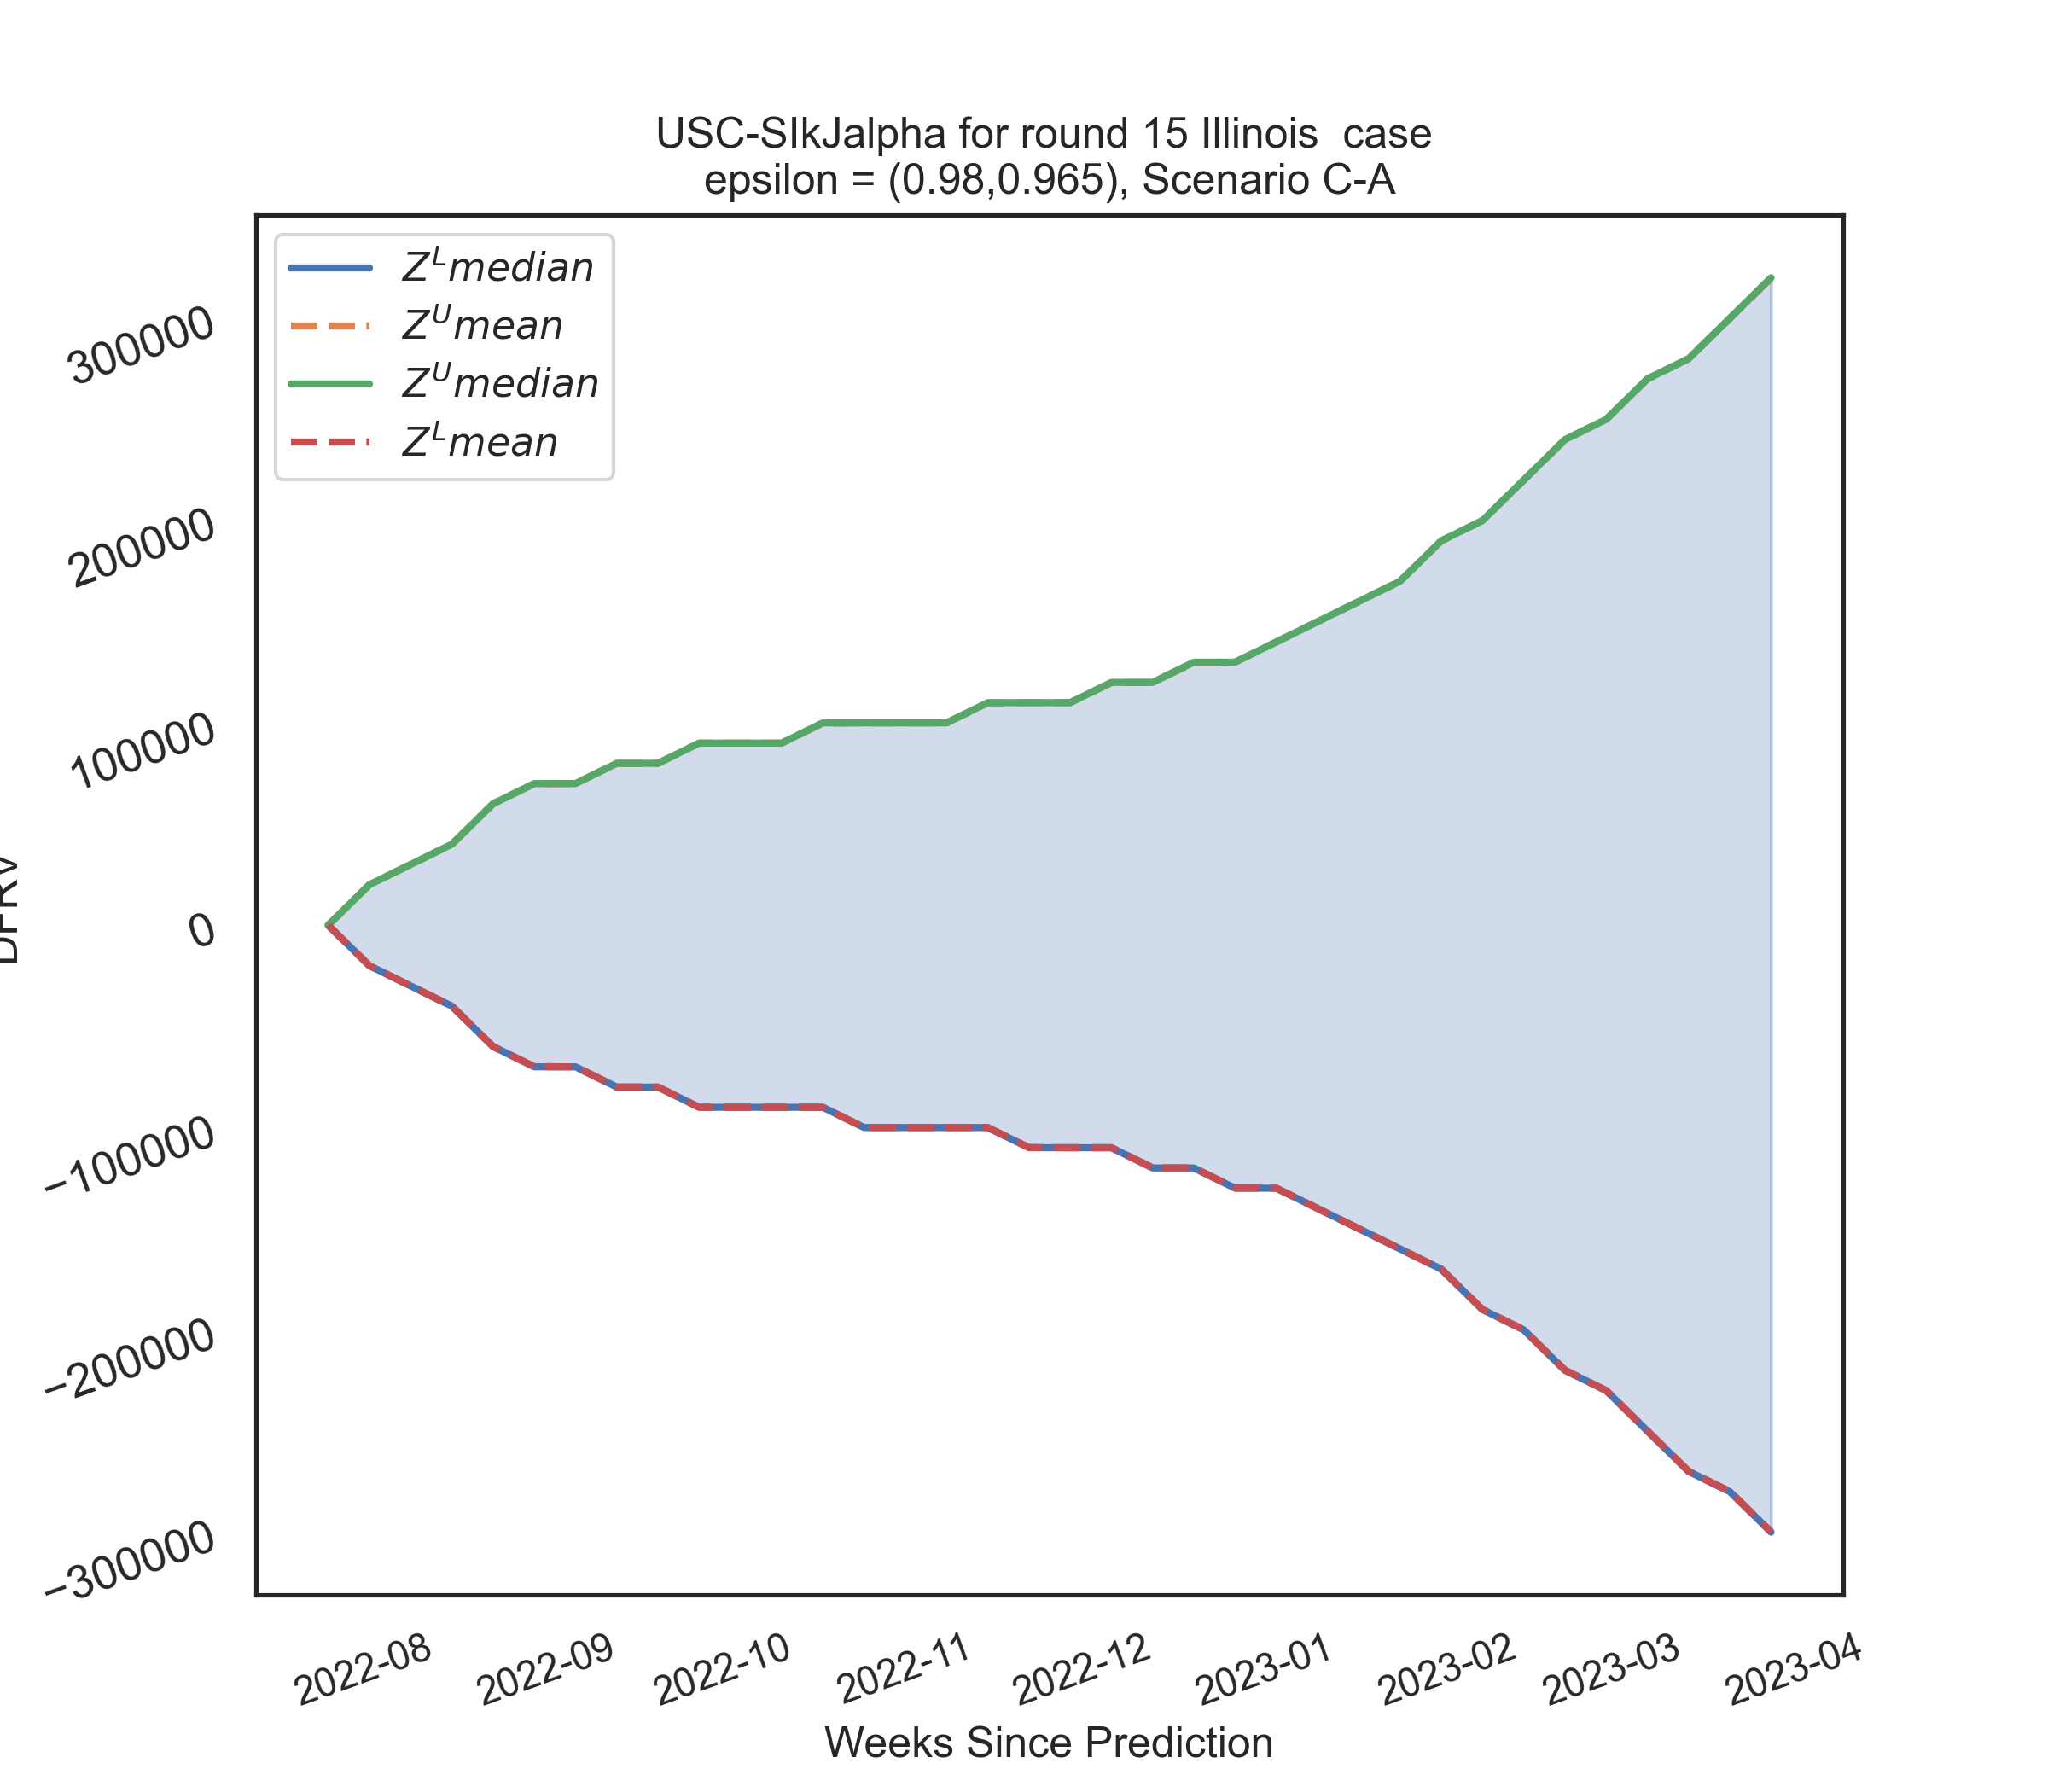 USC-SIkJalpha for round 15 Illinois  case
epsilon = (0.98,0.965), Scenario C-A
Z^L median
Z^U mean
Z^U median
Z^L mean
300000
200000
100000
0
−100000
−200000
−300000
2022-08
2022-09
2022-10
2022-11
2022-12
2023-01
2023-02
2023-03
2023-04
Weeks Since Prediction